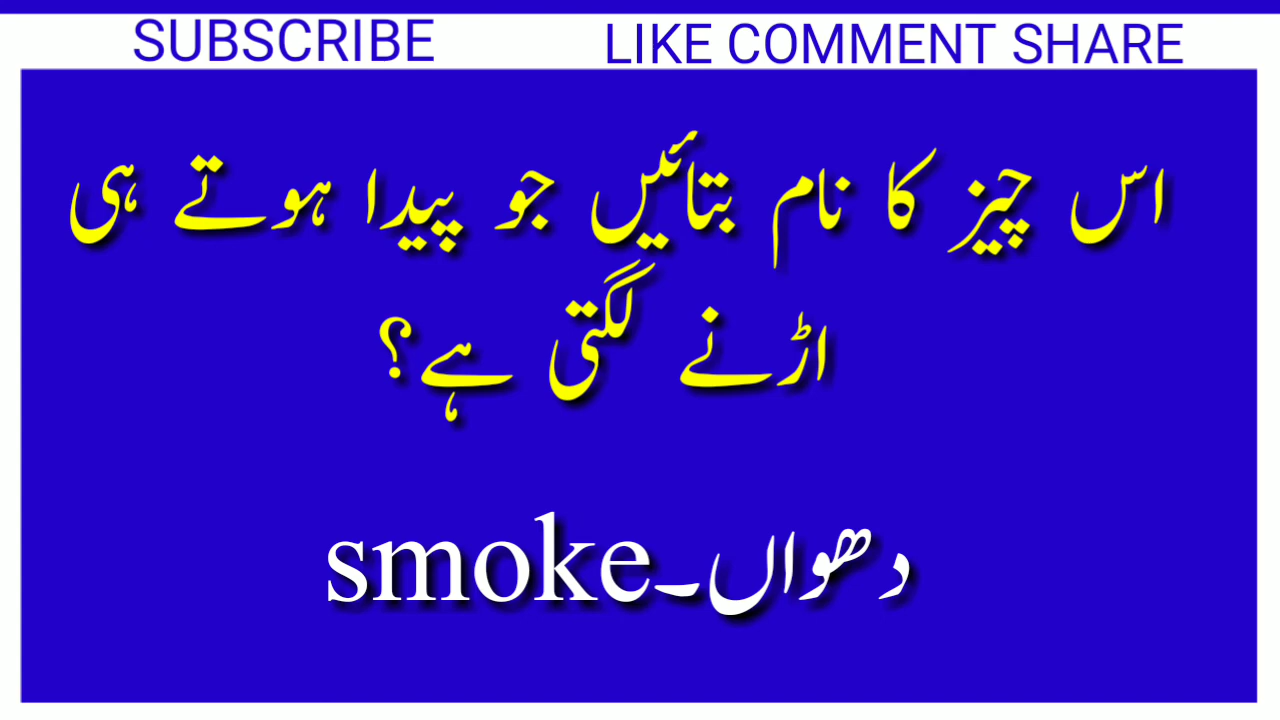 SUBSCRIBE LIKE COMMENT SHARE
اس چیز کا نام بتائیں جو پیدا ہوتے ہی
اڑنے لگتی ہے؟
دھواں۔smoke